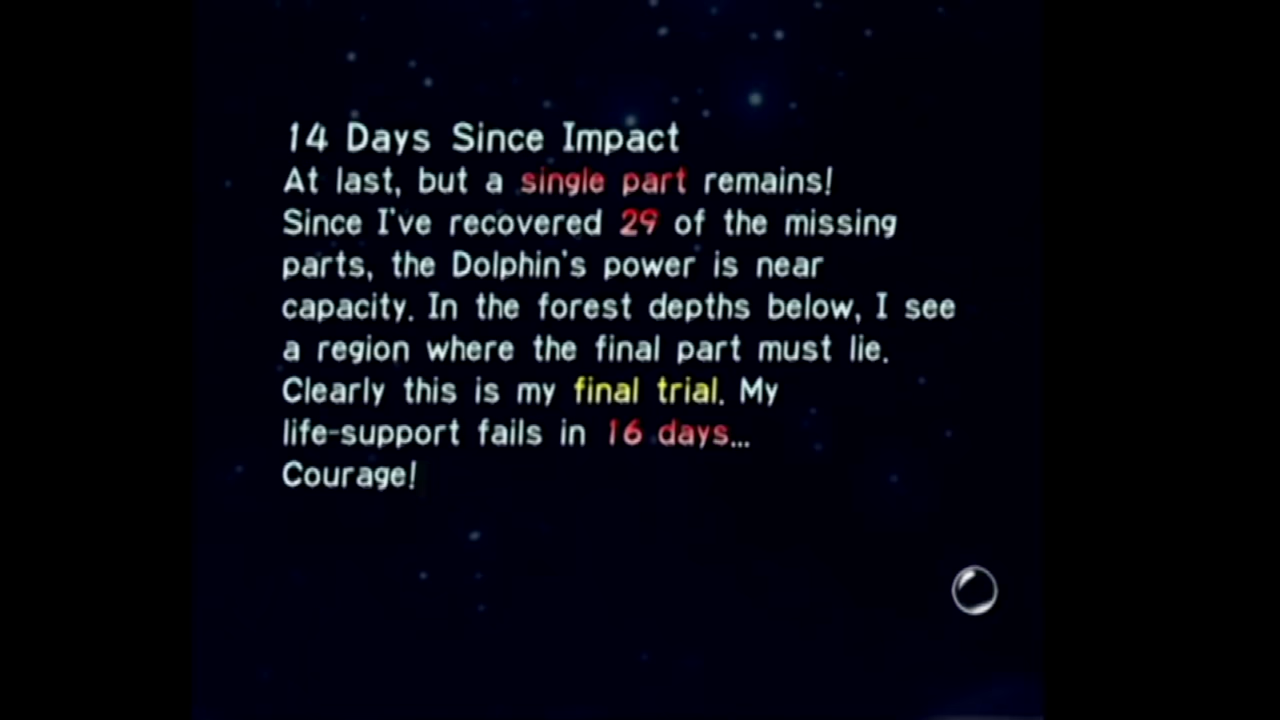 14 Days Since Impact
At last, but a single part remains!
Since I've recovered 29 of the missing
parts, the Dolphin's power is near
capacity. In the forest depths below, I see
a region where the final part must lie.
Clearly this is my final trial. My
life-support fails in 16 days...
Courage!